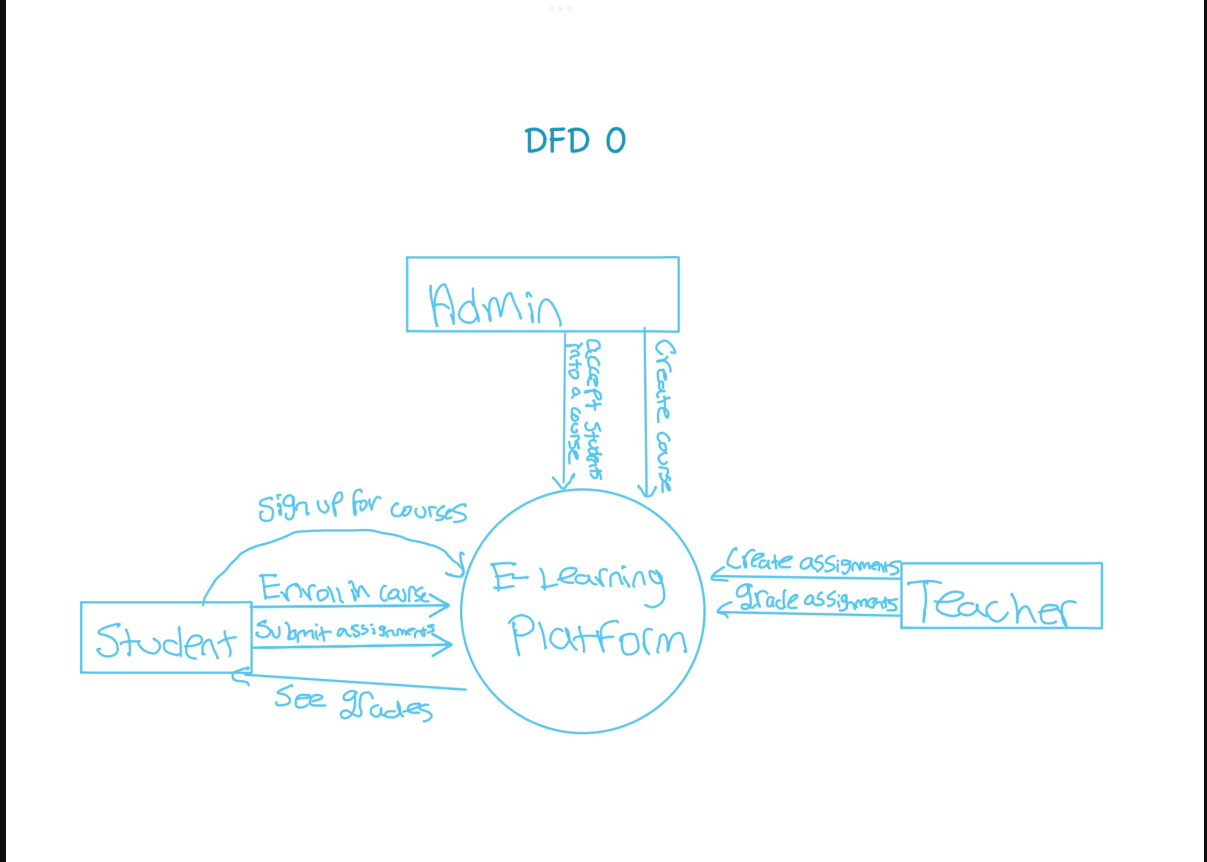 DFD 0
Admin
accept students
into a course
Create course
Sign up for courses
E-Learning
Platform
Enroll in course
Submit assignments
See grades
Student
Create assignments
grade assignments
Teacher